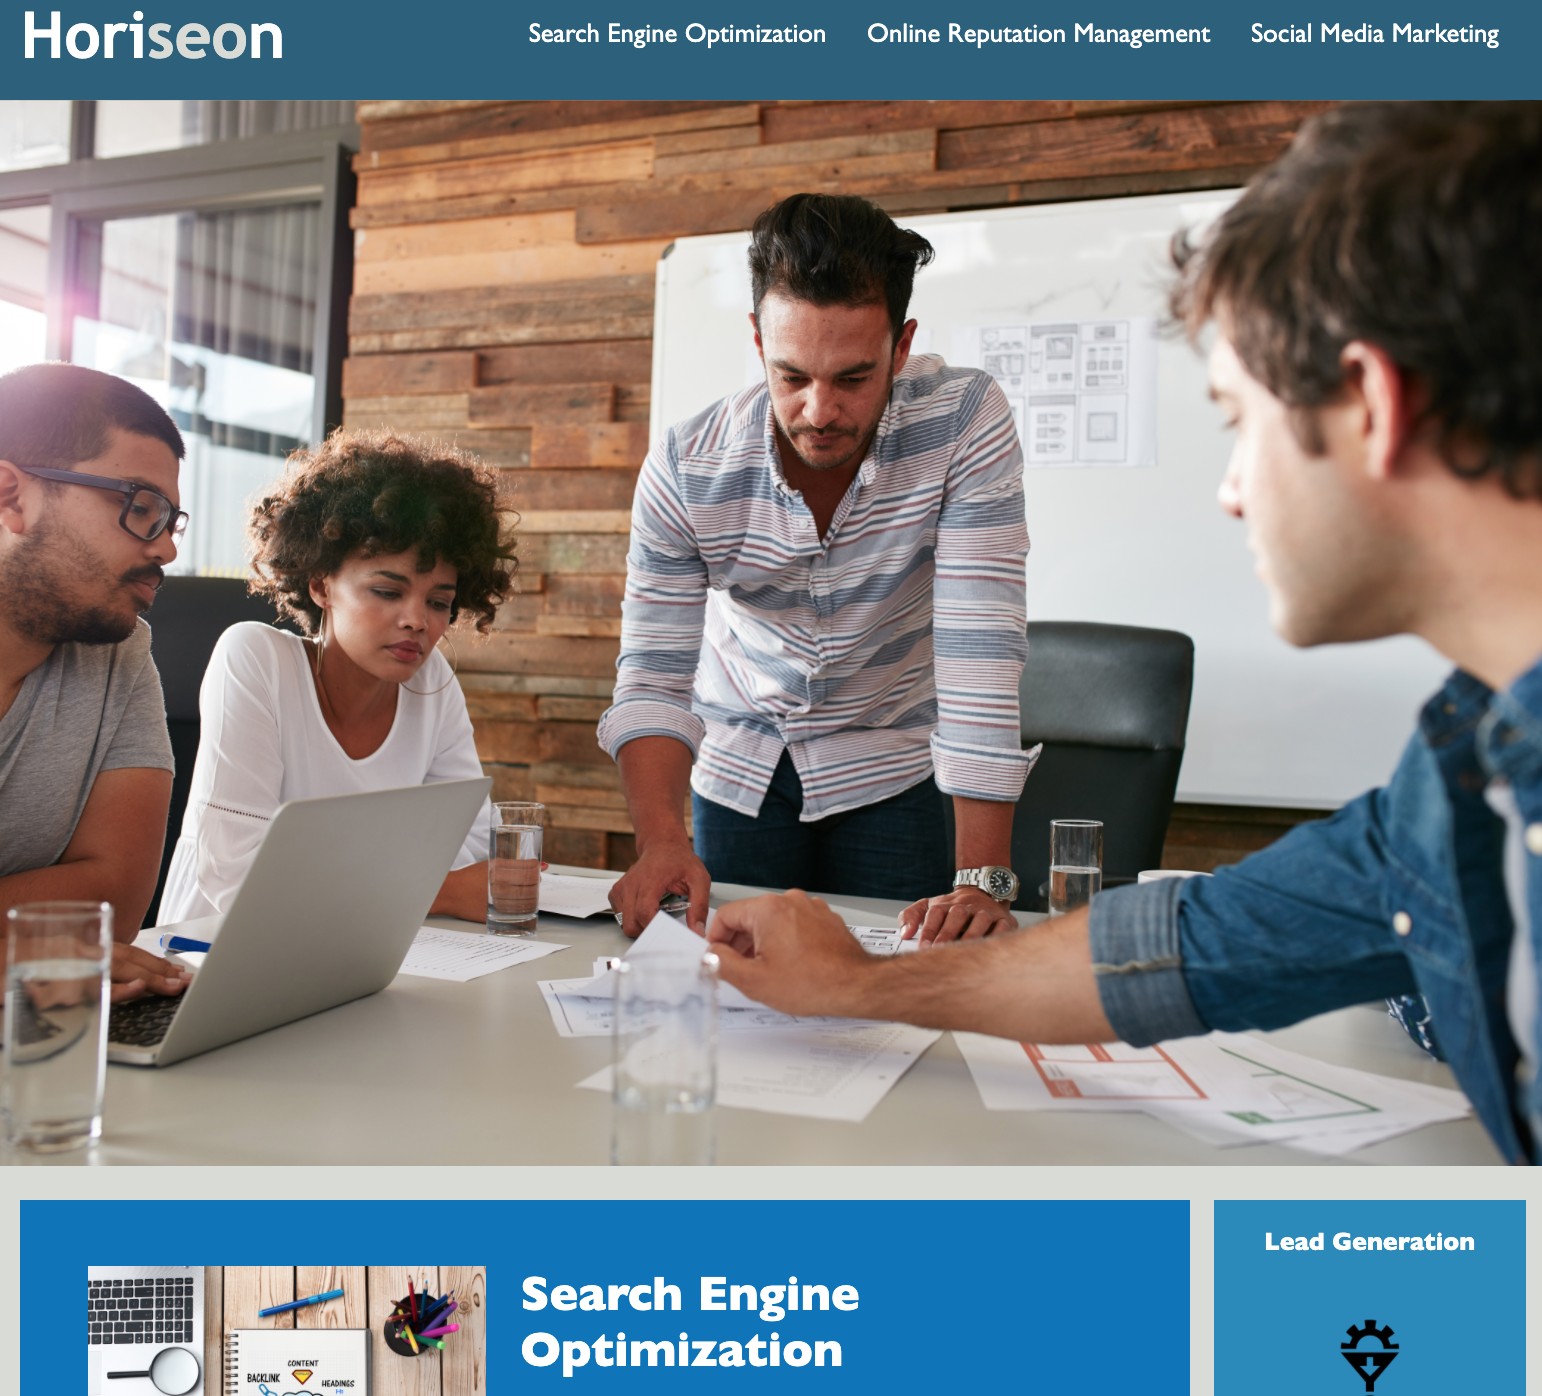 Horiseon
Search Engine Optimization
Online Reputation Management
Social Media Marketing
Search Engine
Optimization
CONTENT
BACKLINK
HEADINGS
Lead Generation